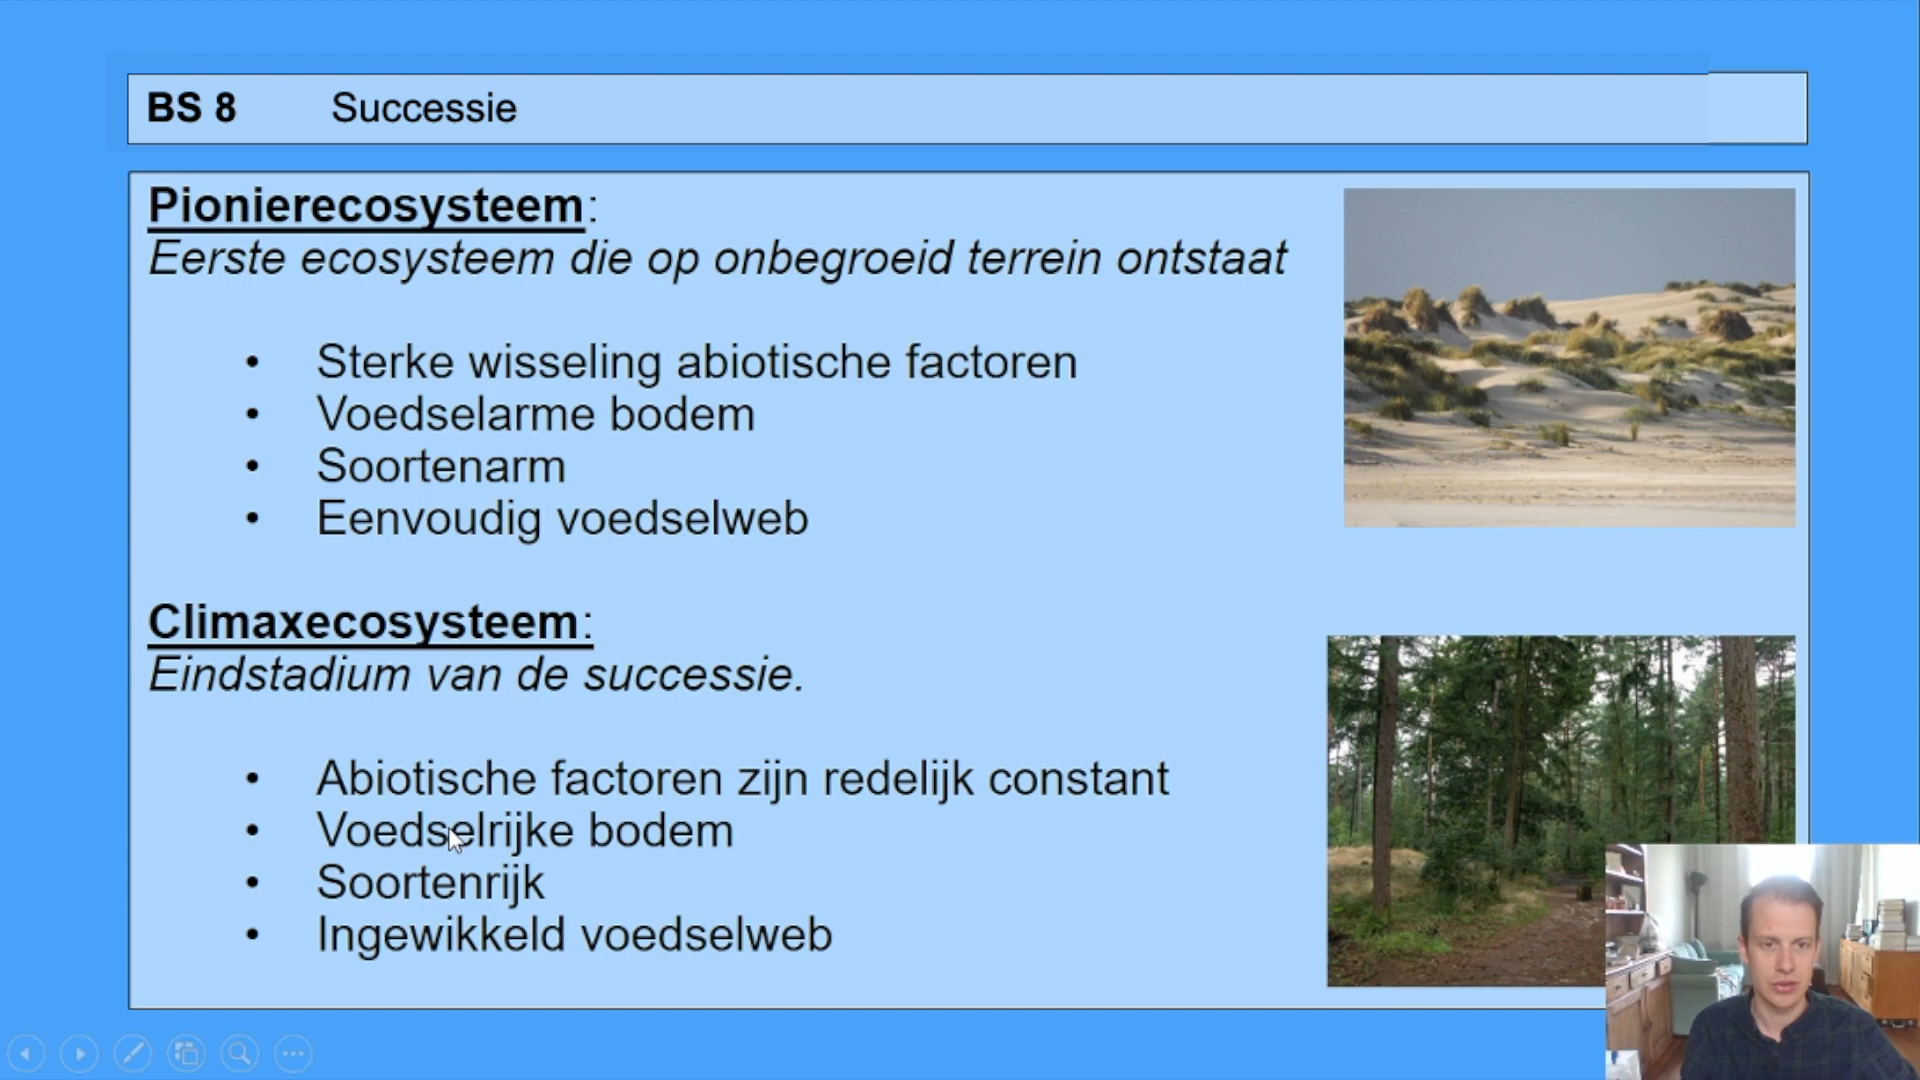 BS 8 Successie
Pionierecosysteem:
Eerste ecosysteem die op onbegroeid terrein ontstaat
• Sterke wisseling abiotische factoren
• Voedselarme bodem
• Soortenarm
• Eenvoudig voedselweb
Climaxecosysteem:
Eindstadium van de successie.
• Abiotische factoren zijn redelijk constant
• Voedselrijke bodem
• Soortenrijk
• Ingewikkeld voedselweb